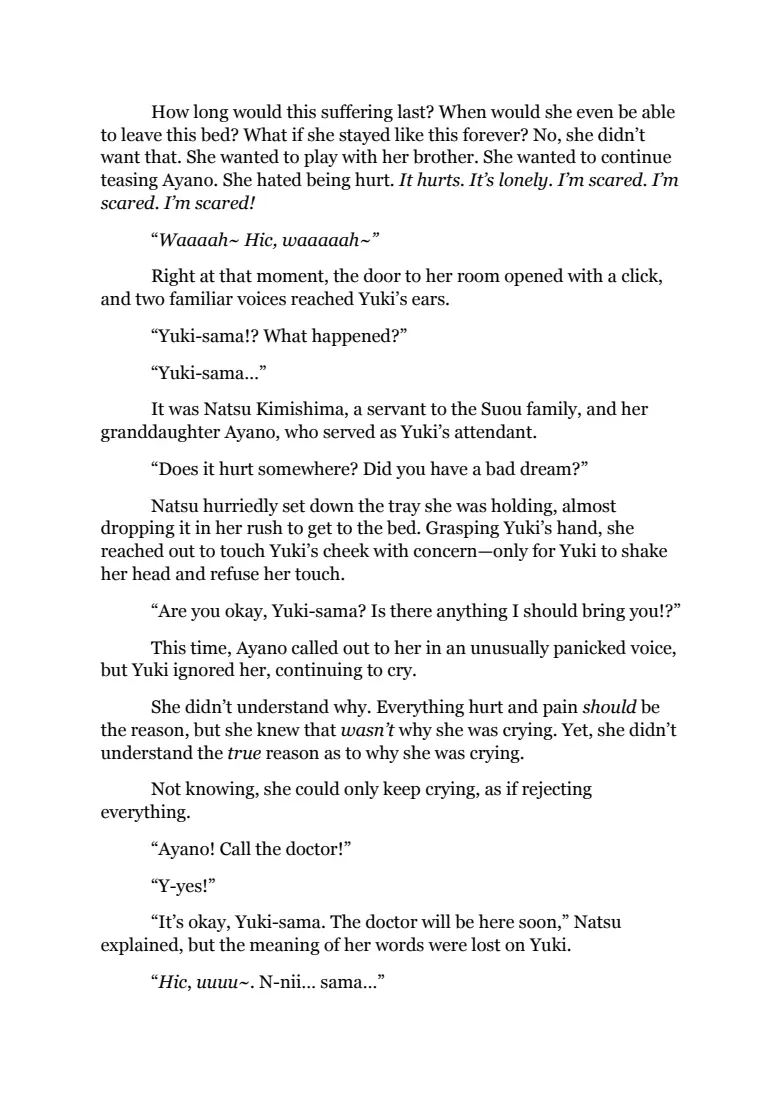 How long would this suffering last? When would she even be able
to leave this bed? What if she stayed like this forever? No, she didn’t
want that. She wanted to play with her brother. She wanted to continue
teasing Ayano. She hated being hurt. It hurts. It’s lonely. I’m scared. I’m
scared. I’m scared!
“Waaaah~ Hic, waaaaah~”
Right at that moment, the door to her room opened with a click,
and two familiar voices reached Yuki’s ears.
“Yuki-sama!? What happened?”
“Yuki-sama…”
It was Natsu Kimishima, a servant to the Suou family, and her
granddaughter Ayano, who served as Yuki’s attendant.
“Does it hurt somewhere? Did you have a bad dream?”
Natsu hurriedly set down the tray she was holding, almost
dropping it in her rush to get to the bed. Grasping Yuki’s hand, she
reached out to touch Yuki’s cheek with concern—only for Yuki to shake
her head and refuse her touch.
“Are you okay, Yuki-sama? Is there anything I should bring you!?”
This time, Ayano called out to her in an unusually panicked voice,
but Yuki ignored her, continuing to cry.
She didn’t understand why. Everything hurt and pain should be
the reason, but she knew that wasn’t why she was crying. Yet, she didn’t
understand the true reason as to why she was crying.
Not knowing, she could only keep crying, as if rejecting
everything.
“Ayano! Call the doctor!”
“Y-yes!”
“It’s okay, Yuki-sama. The doctor will be here soon,” Natsu
explained, but the meaning of her words were lost on Yuki.
“Hic, uuuu~. N-nii… sama…”